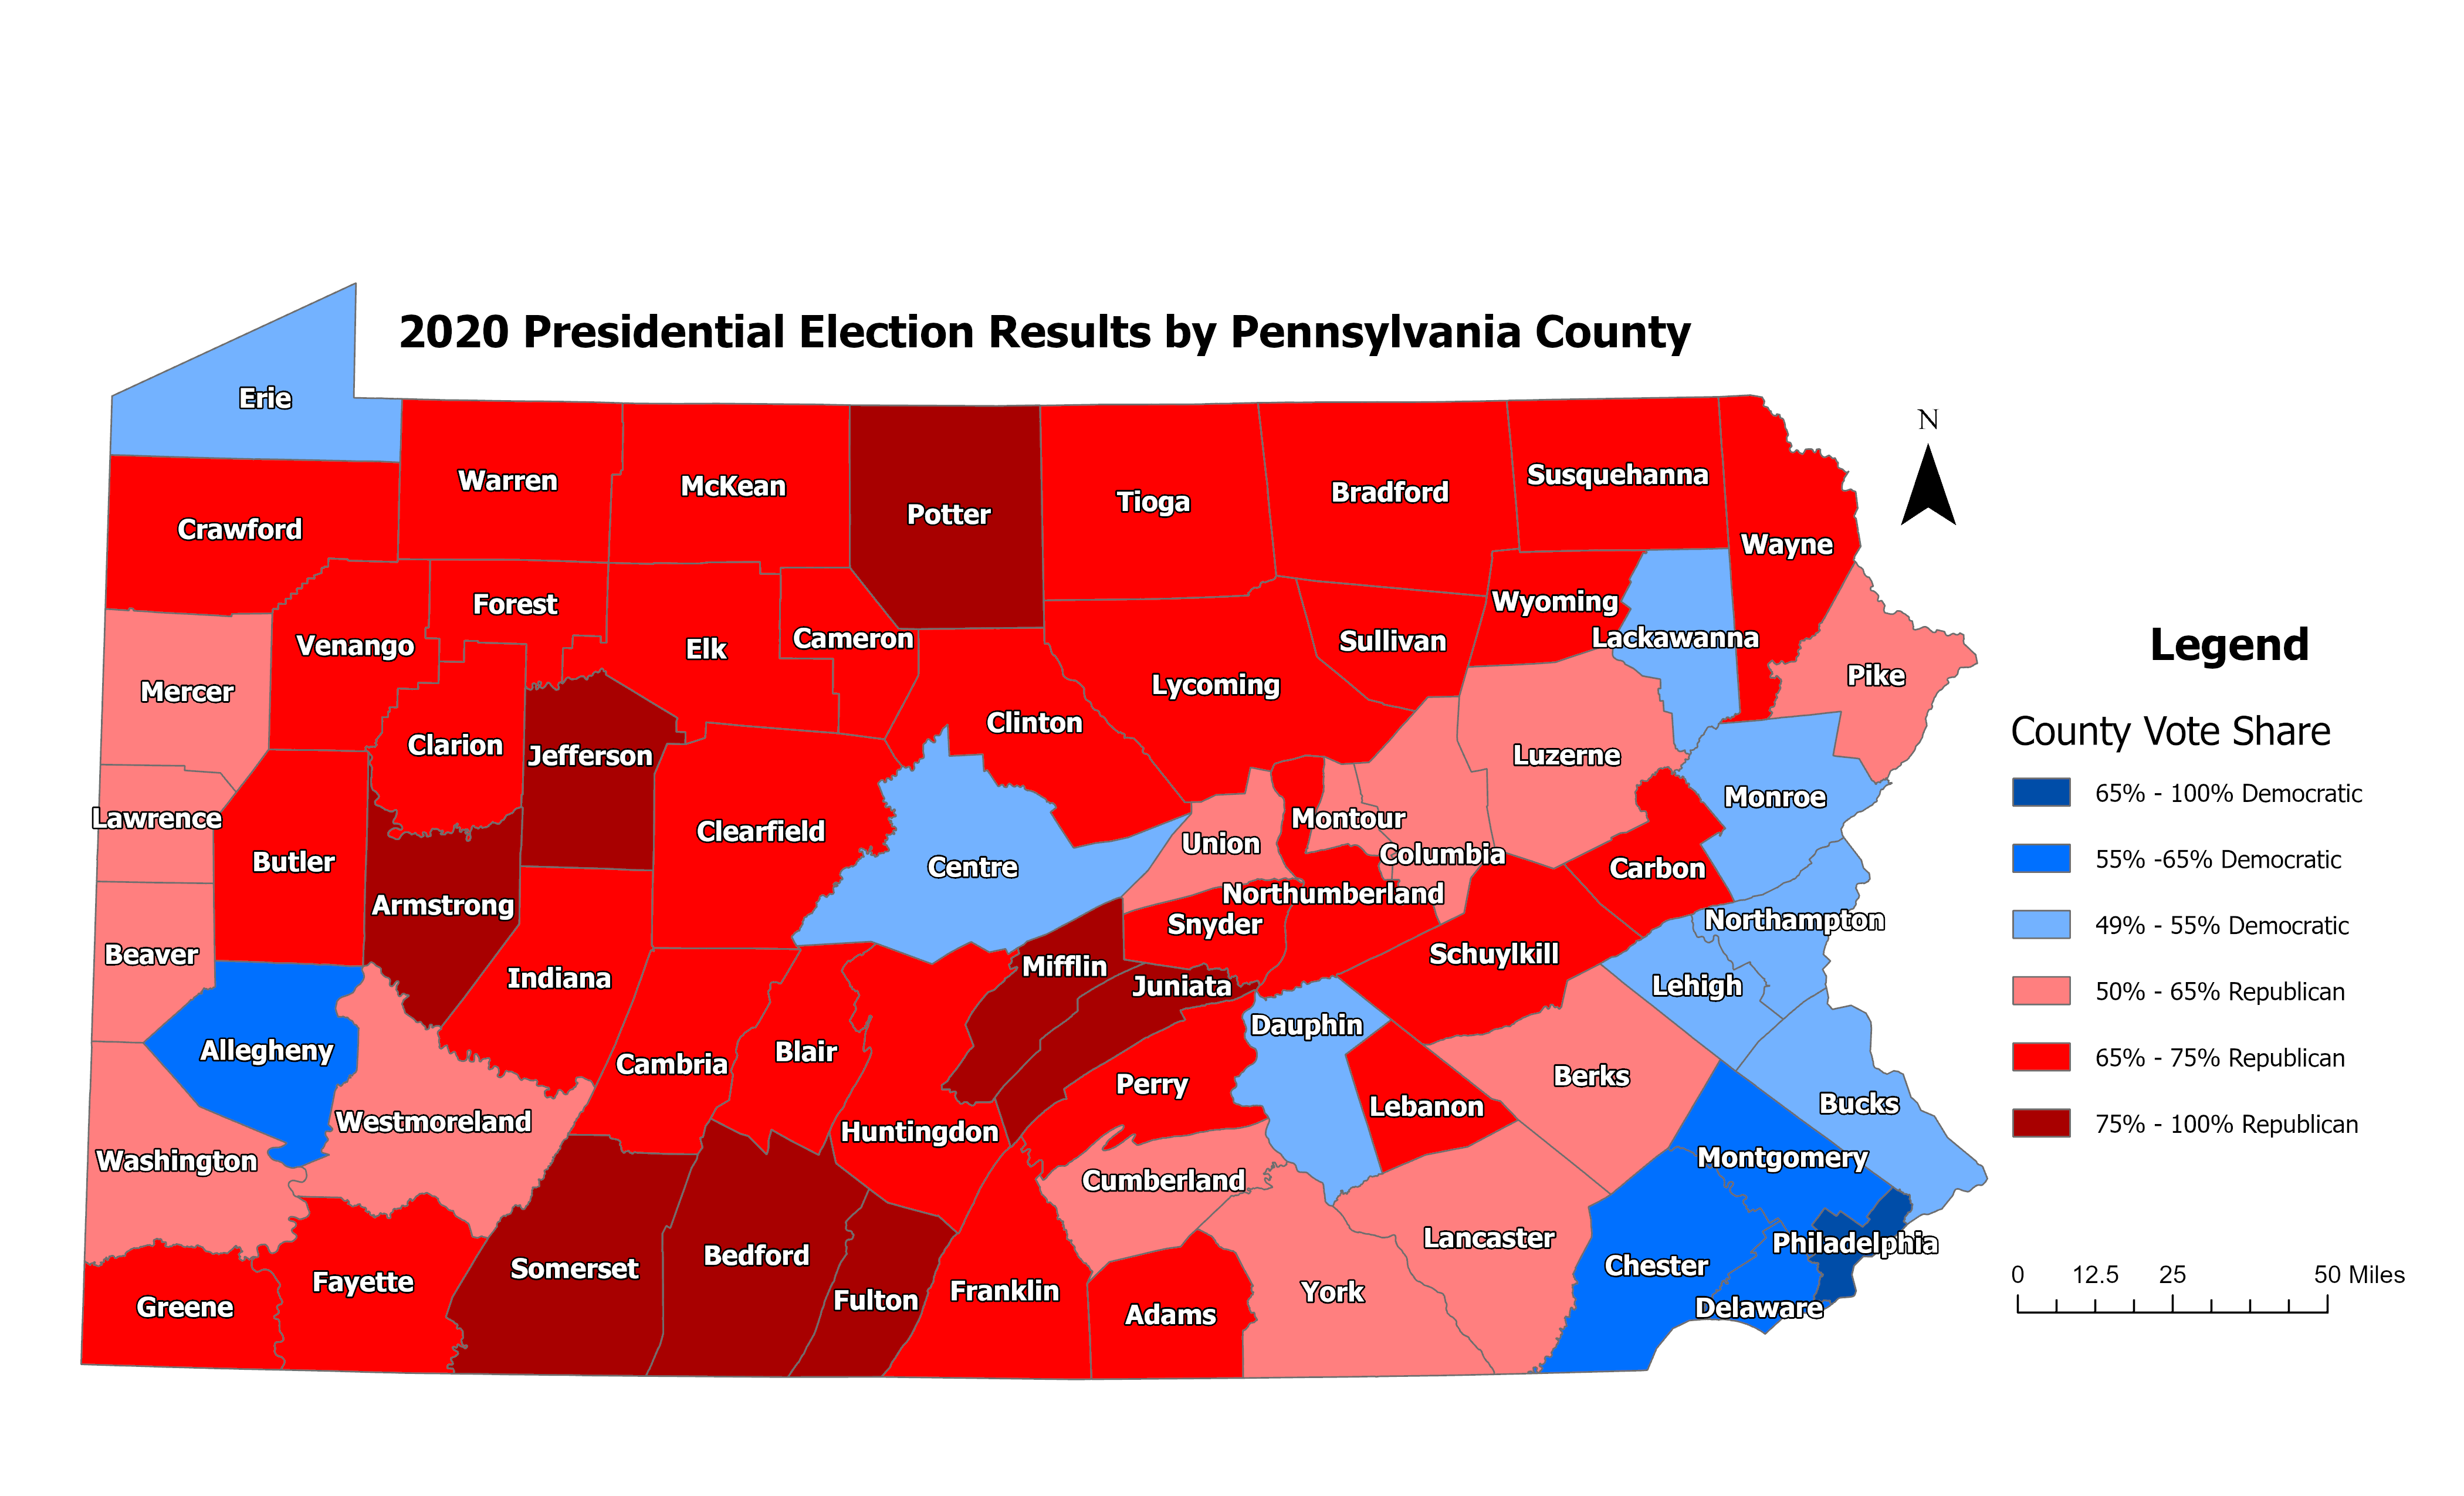 2020 Presidential Election Results by Pennsylvania County
Erie
N
Warren
McKean
Potter
Tioga
Bradford
Susquehanna
Crawford
Wayne
Forest
Wyoming
Venango
Elk
Cameron
Sullivan
Lackawanna
Legend
Mercer
Lycoming
Pike
Clinton
County Vote Share
Clarion
Jefferson
Luzerne
65% - 100% Democratic
Monroe
Lawrence
Montour
Clearfield
Union
Columbia
55% -65% Democratic
Butler
Centre
Carbon
Northumberland
Armstrong
Snyder
Northampton
49% - 55% Democratic
Beaver
Schuylkill
Mifflin
Indiana
Juniata
Lehigh
50% - 65% Republican
Dauphin
Allegheny
Blair
65% - 75% Republican
Cambria
Berks
Perry
Lebanon
Bucks
Westmoreland
75% - 100% Republican
Huntingdon
Montgomery
Washington
Cumberland
Lancaster
Philadelphia
Bedford
Somerset
Chester
0 12.5 25 50 Miles
Fayette
Franklin
York
Fulton
Greene
Adams
Delaware